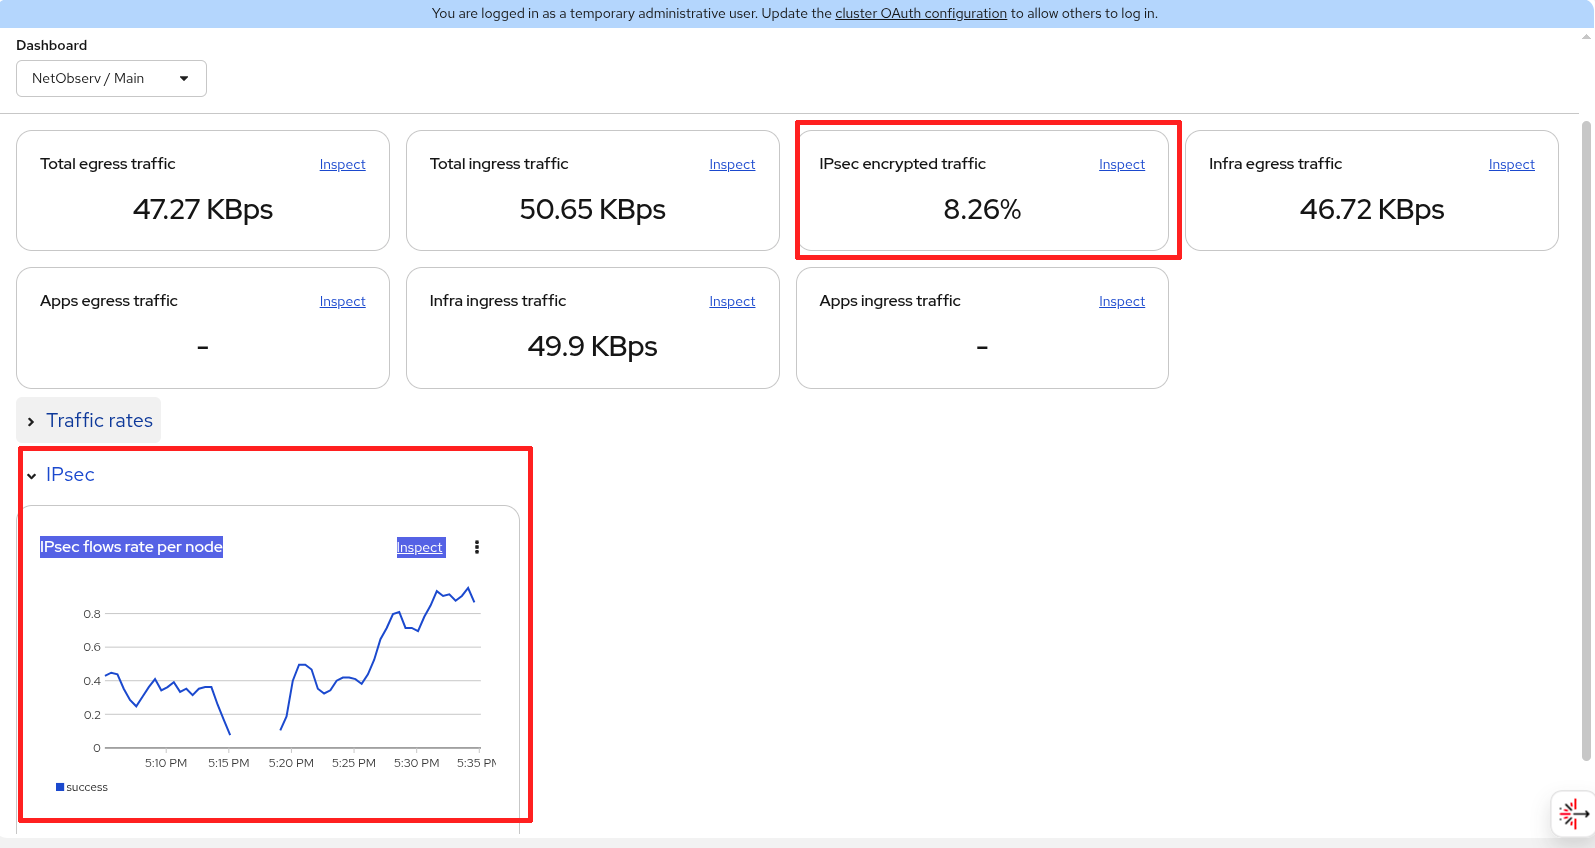 You are logged in as a temporary administrative user. Update the cluster OAuth configuration to allow others to log in.
Dashboard
NetObserv / Main
Total egress traffic Inspect
47.27 KBps
Total ingress traffic Inspect
50.65 KBps
IPsec encrypted traffic Inspect
8.26%
Infra egress traffic Inspect
46.72 KBps
Apps egress traffic Inspect
-
Infra ingress traffic Inspect
49.9 KBps
Apps ingress traffic Inspect
-
Traffic rates
IPsec
IPsec flows rate per node Inspect
0.8
0.6
0.4
0.2
0
5:10 PM 5:15 PM 5:20 PM 5:25 PM 5:30 PM 5:35 PM
success